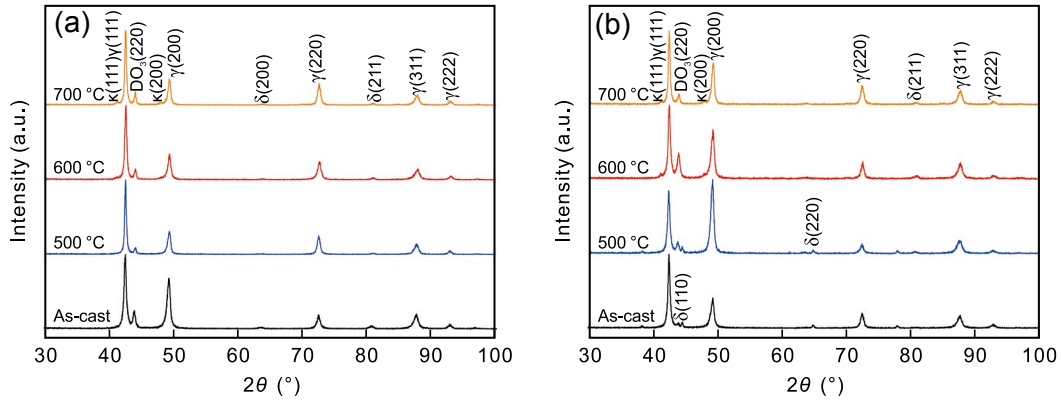 (a)
κ(111)
γ(111)
DO₃(220)
κ(200)
γ(200)
δ(200)
γ(220)
δ(211)
γ(311)
γ(222)
700 °C
600 °C
500 °C
As-cast
Intensity (a.u.)
30 40 50 60 70 80 90 100
2θ (°)
(b)
κ(111)
γ(111)
DO₃(220)
κ(200)
γ(200)
γ(220)
δ(211)
γ(311)
γ(222)
700 °C
600 °C
500 °C
δ(220)
As-cast
δ(110)
δ
Intensity (a.u.)
30 40 50 60 70 80 90 100
2θ (°)